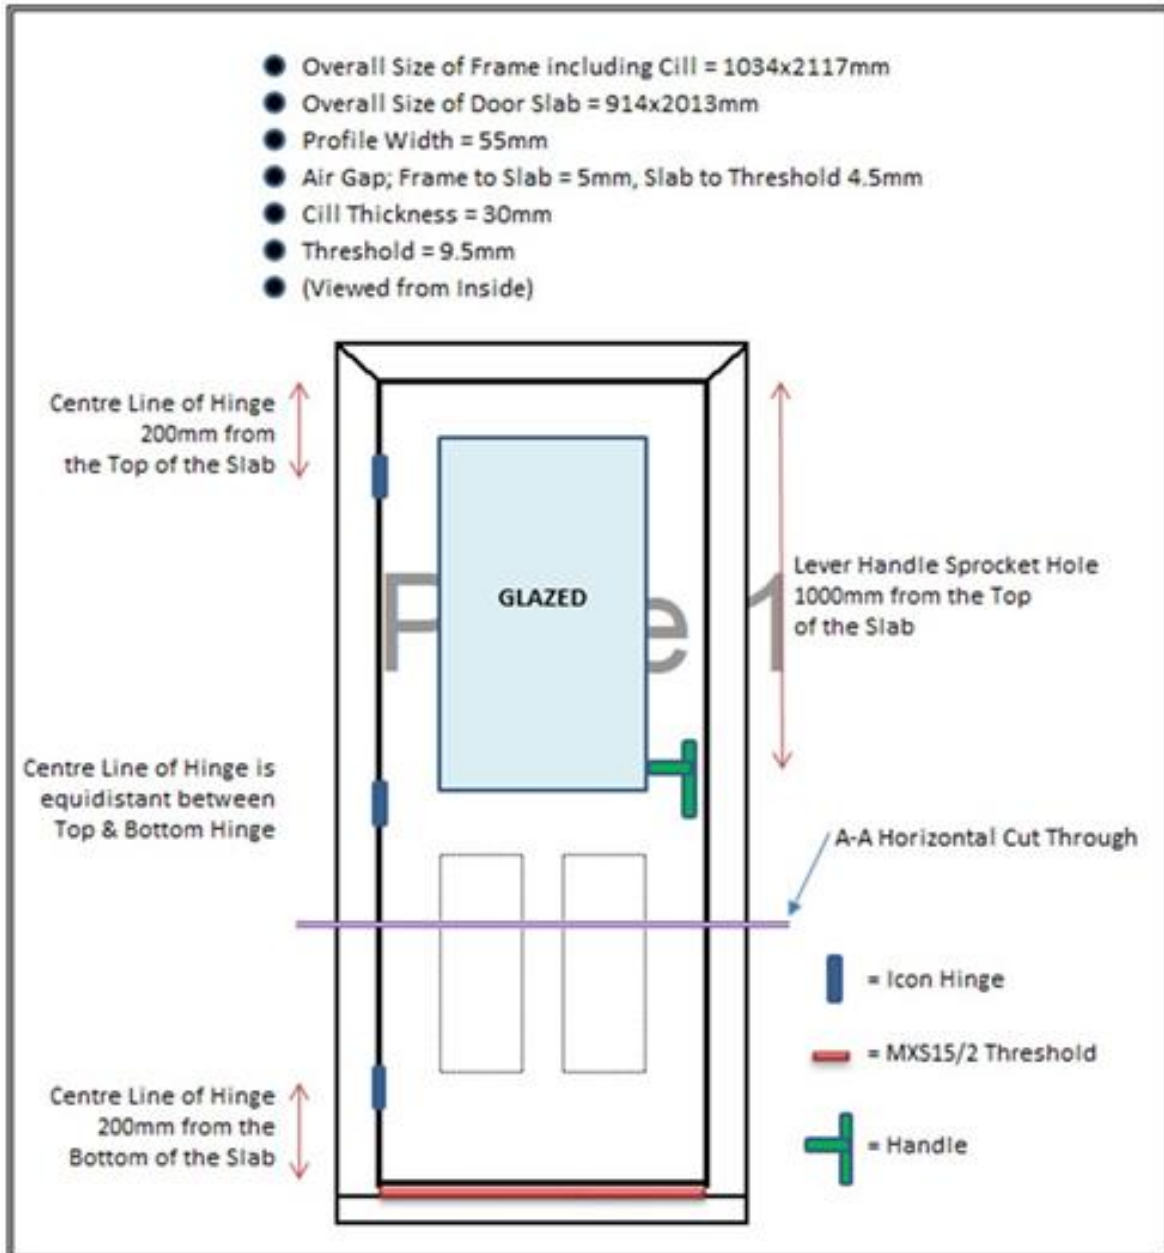 Overall Size of Frame including Cill = 1034x2117mm
Overall Size of Door Slab = 914x2013mm
Profile Width = 55mm
Air Gap; Frame to Slab = 5mm, Slab to Threshold 4.5mm
Cill Thickness = 30mm
Threshold = 9.5mm
(Viewed from Inside)
Centre Line of Hinge
200mm from
the Top of the Slab
GLAZED
Lever Handle Sprocket Hole
1000mm from the Top
of the Slab
Centre Line of Hinge is
equidistant between
Top & Bottom Hinge
A-A Horizontal Cut Through
= Icon Hinge
= MXS15/2 Threshold
= Handle
Centre Line of Hinge
200mm from the
Bottom of the Slab